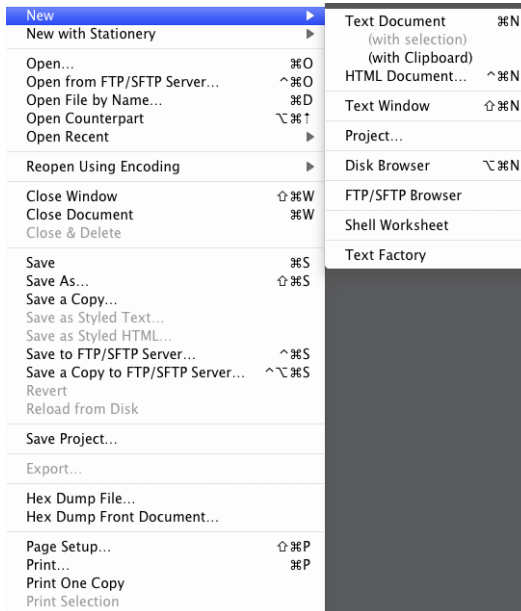 New ▶
New with Stationery ▶
Open... ⌘O
Open from FTP/SFTP Server... ^⌘O
Open File by Name... ⌘D
Open Counterpart ⌥⌘↑
Open Recent ▶
Reopen Using Encoding ▶
Close Window ⇧⌘W
Close Document ⌘W
Close & Delete
Save ⌘S
Save As... ⇧⌘S
Save a Copy...
Save as Styled Text...
Save as Styled HTML...
Save to FTP/SFTP Server... ^⌘S
Save a Copy to FTP/SFTP Server... ^⌥⌘S
Revert
Reload from Disk
Save Project...
Export...
Hex Dump File...
Hex Dump Front Document...
Page Setup... ⇧⌘P
Print... ⌘P
Print One Copy
Print Selection
Text Document ⌘N
(with selection)
(with Clipboard)
HTML Document... ^⌘N
Text Window ⇧⌘N
Project...
Disk Browser ⌥⌘N
FTP/SFTP Browser
Shell Worksheet
Text Factory